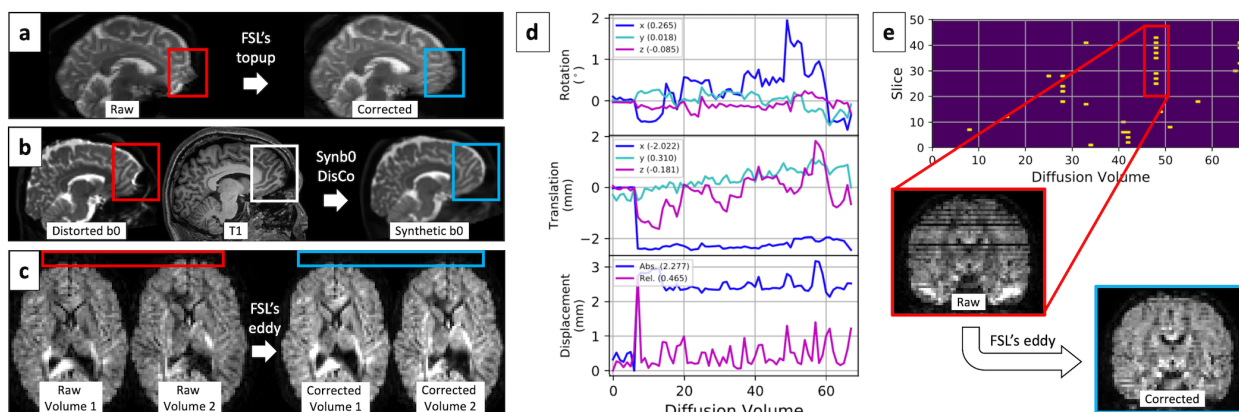 a
FSL's
topup
Raw
Corrected
b
Synb0
DisCo
Distorted b0
T1
Synthetic b0
c
FSL's
eddy
Raw
Volume 1
Raw
Volume 2
Corrected
Volume 1
Corrected
Volume 2
d
2
1
0
Rotation
(°)
x (0.265)
y (0.018)
z (-0.085)
2
0
−2
Translation
(mm)
x (-2.022)
y (0.310)
z (-0.181)
3
2
1
0
Displacement
(mm)
Abs. (2.277)
Rel. (0.465)
0
20
40
60
Diffusion Volume
e
50
40
30
20
10
0
Slice
0
10
20
30
40
50
60
Diffusion Volume
Raw
FSL's eddy
Corrected